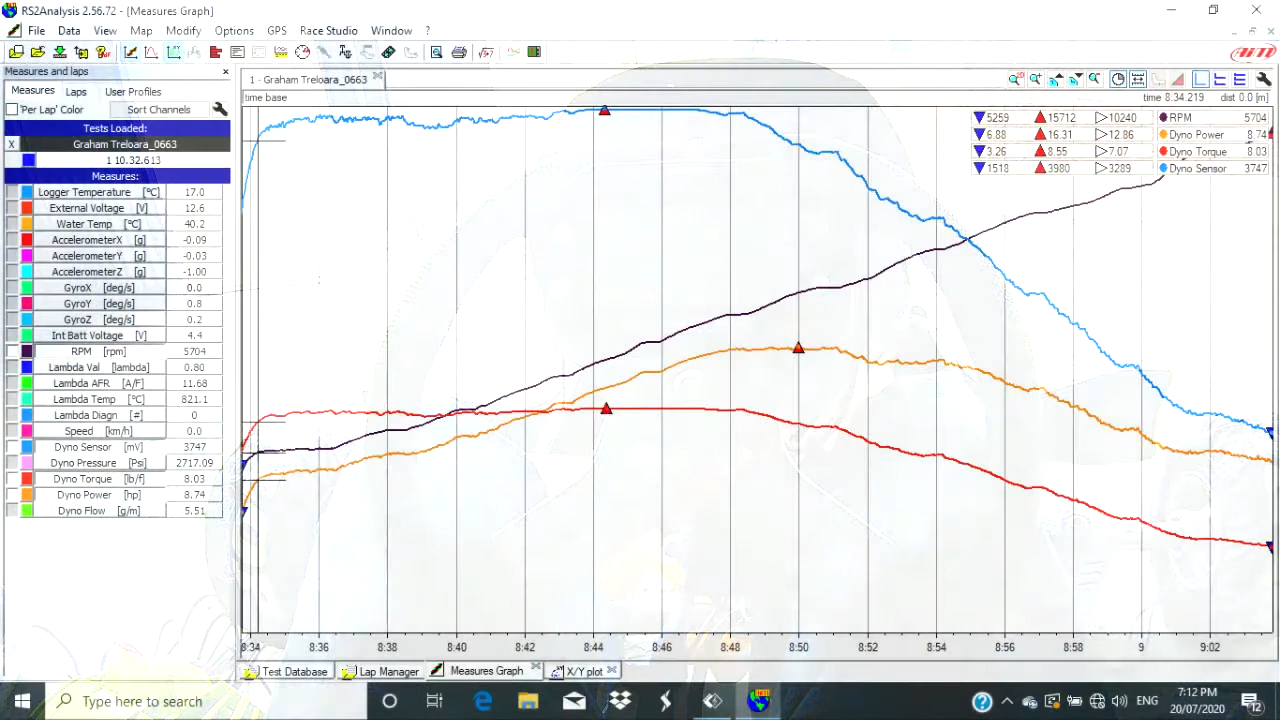 RS2Analysis 2.56.72 - [Measures Graph]
File Data View Map Modify Options GPS Race Studio Window ?
Measures and laps x
Measures Laps User Profiles
'Per Lap' Color Sort Channels
Tests Loaded:
X Graham Treloara_0663
1 10.32.613
Measures:
Logger Temperature [°C] 17.0
External Voltage [V] 12.6
Water Temp [°C] 40.2
AccelerometerX [g] -0.09
AccelerometerY [g] -0.03
AccelerometerZ [g] -1.00
GyroX [deg/s] 0.0
GyroY [deg/s] 0.8
GyroZ [deg/s] 0.2
Int Batt Voltage [V] 4.4
RPM [rpm] 5704
Lambda Val [lambda] 0.80
Lambda AFR [A/F] 11.68
Lambda Temp [°C] 821.1
Lambda Diagn [#] 0
Speed [km/h] 0.0
Dyno Sensor [mV] 3747
Dyno Pressure [Psi] 2717.09
Dyno Torque [lb/f] 8.03
Dyno Power [hp] 8.74
Dyno Flow [g/m] 5.51
1 - Graham Treloara_0663
time base time 8:34.219 dist 0.0 [m]
5259 15712 10240 RPM 5704
6.88 16.31 12.86 Dyno Power 8.74
3.26 8.55 7.07 Dyno Torque 8.03
1518 3980 3289 Dyno Sensor 3747
8:34 8:36 8:38 8:40 8:42 8:44 8:46 8:48 8:50 8:52 8:54 8:56 8:58 9 9:02
Test Database Lap Manager Measures Graph X/Y plot
Type here to search
ENG
7:12 PM
20/07/2020
12